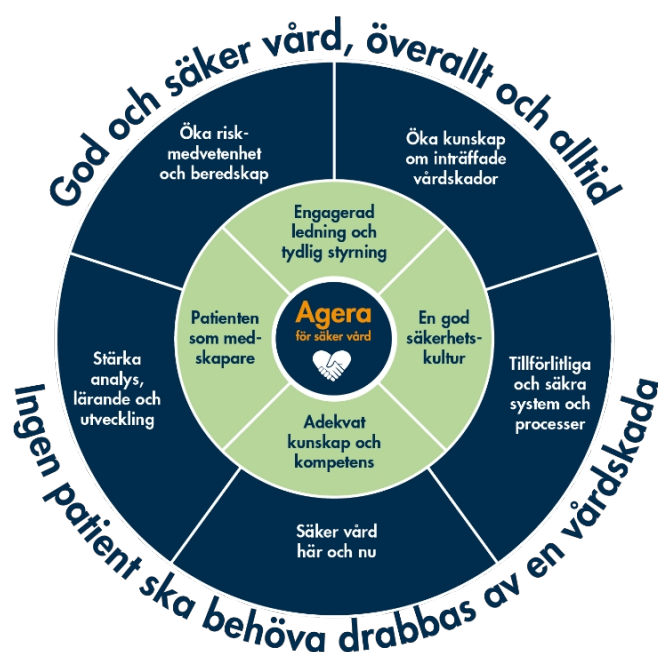 God och säker vård, överallt och alltid
Öka risk-
medvetenhet
och beredskap
Öka kunskap
om inträffade
vårdskador
Engagerad
ledning och
tydlig styrning
Patienten
som med-
skapare
Agera
för säker vård
En god
säkerhets-
kultur
Stärka
analys,
lärande och
utveckling
Tillförlitliga
och säkra
system och
processer
Adekvat
kunskap och
kompetens
Säker vård
här och nu
Ingen patient ska behöva drabbas av en vårdskada